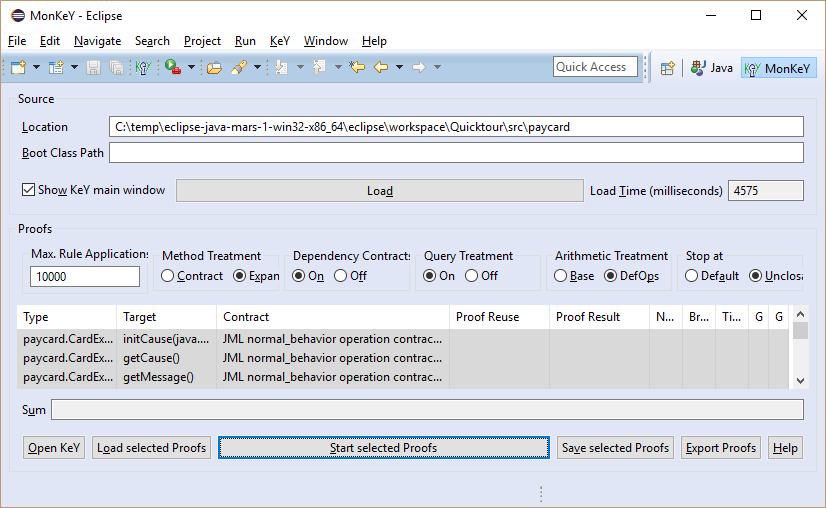 MonKeY - Eclipse
File Edit Navigate Search Project Run KeY Window Help
Quick Access Java MonKeY
Source
Location C:\temp\eclipse-java-mars-1-win32-x86_64\eclipse\workspace\Quicktour\src\paycard
Boot Class Path
Show KeY main window Load Load Time (milliseconds) 4575
Proofs
Max. Rule Applications Method Treatment Dependency Contracts Query Treatment Arithmetic Treatment Stop at
10000 Contract Expan On Off On Off Base DefOps Default Unclosa
Type Target Contract Proof Reuse Proof Result N... Br... Ti... G G
paycard.CardEx... initCause(java.... JML normal_behavior operation contrac...
paycard.CardEx... getCause() JML normal_behavior operation contrac...
paycard.CardEx... getMessage() JML normal_behavior operation contrac...
Sum
Open KeY Load selected Proofs Start selected Proofs Save selected Proofs Export Proofs Help